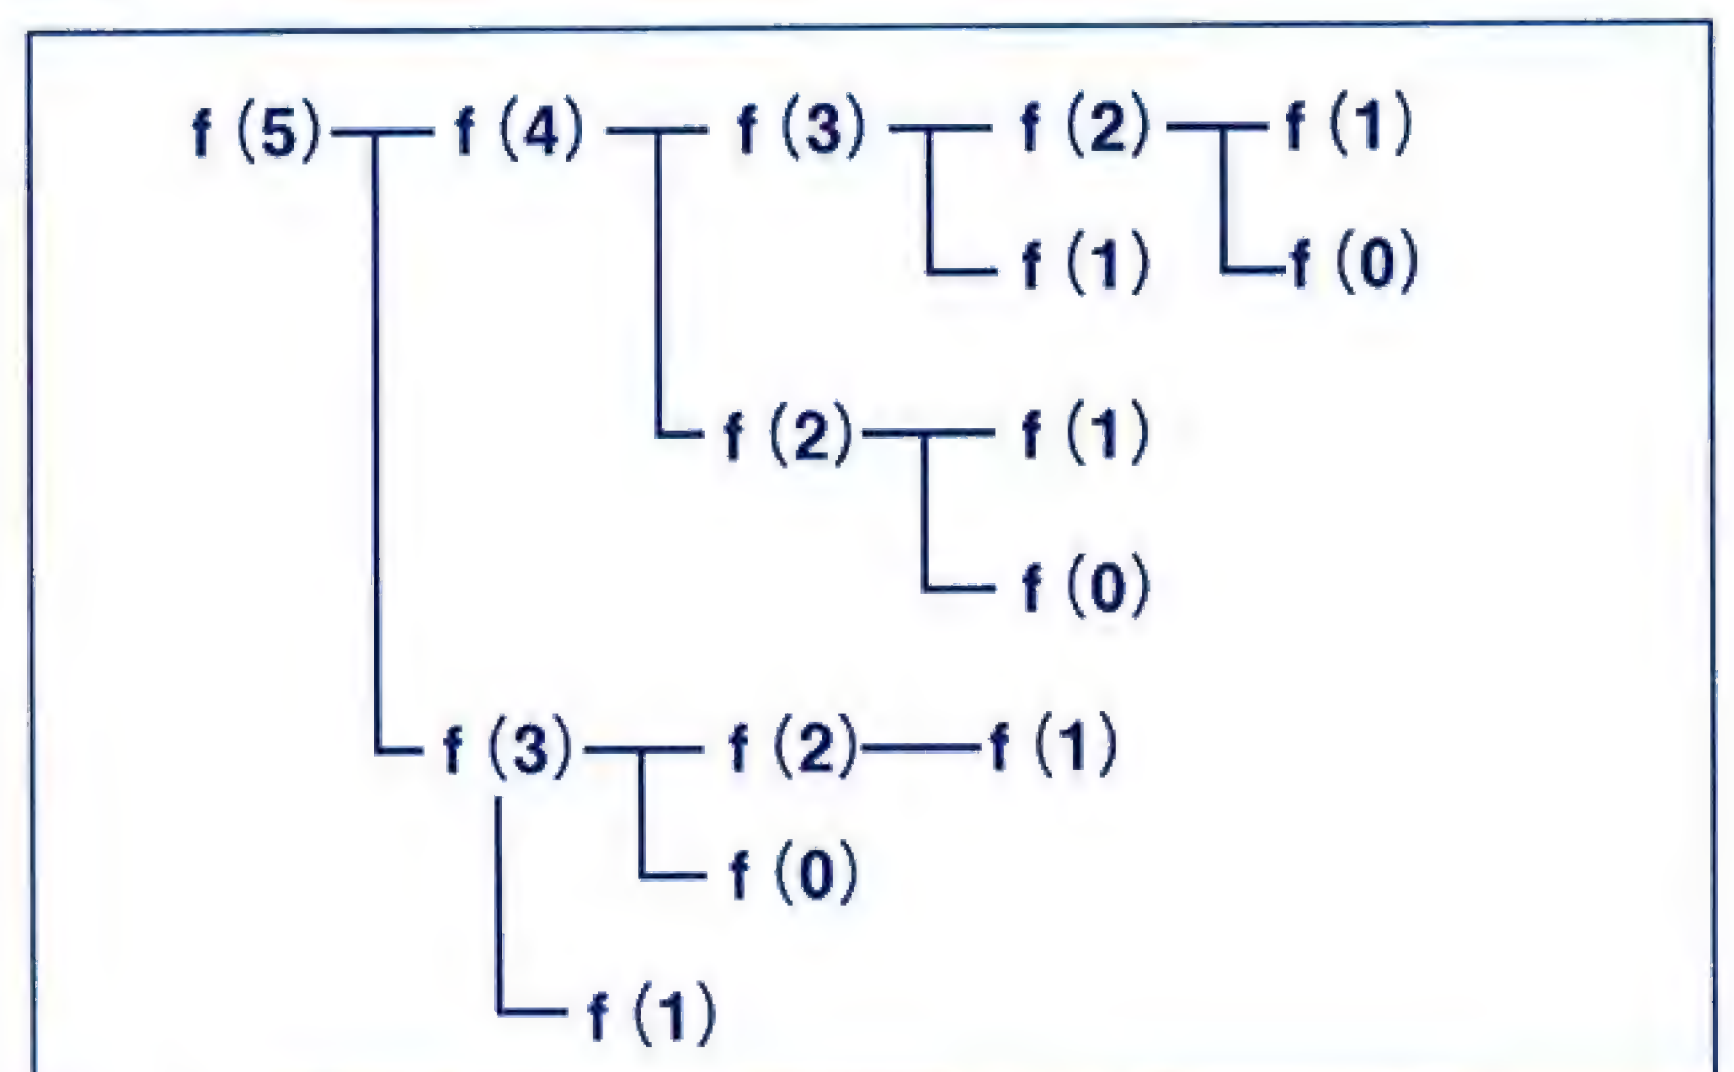 f (5) f (4) f (3) f (2) f (1)
f (1) f (0)
f (2) f (1)
f (0)
f (3) f (2) f (1)
f (0)
f (1)